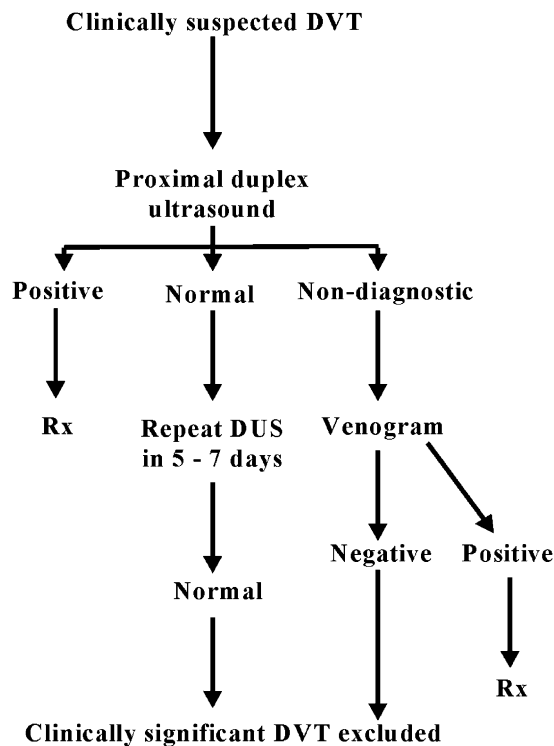 Clinically suspected DVT
Proximal duplex
ultrasound
Positive
Normal
Non-diagnostic
Rx
Repeat DUS
in 5 - 7 days
Venogram
Negative
Positive
Normal
Rx
Clinically significant DVT excluded